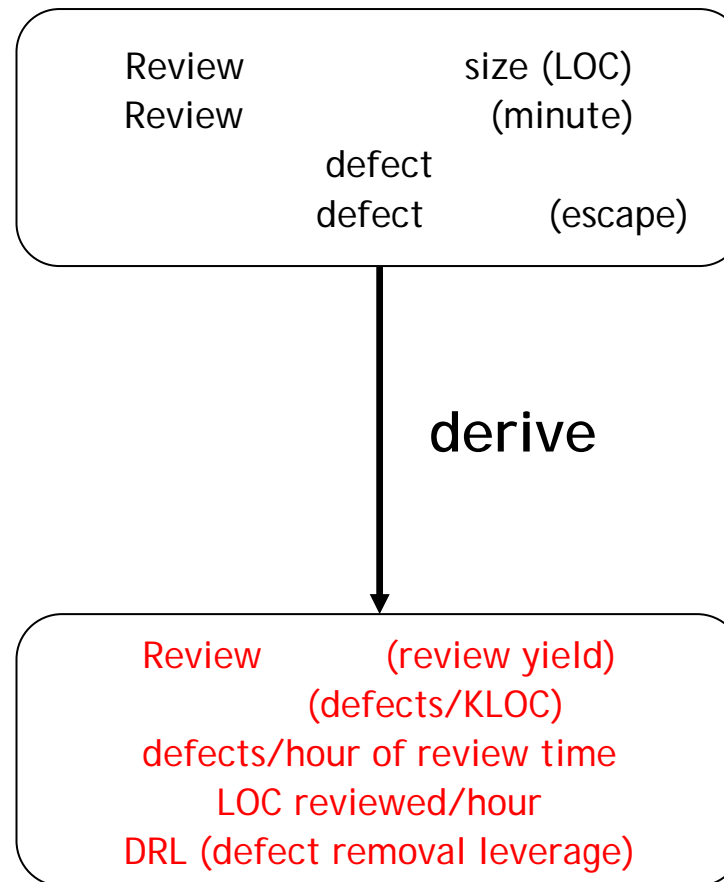 Review size (LOC)
Review (minute)
defect
defect (escape)
derive
Review (review yield)
(defects/KLOC)
defects/hour of review time
LOC reviewed/hour
DRL (defect removal leverage)